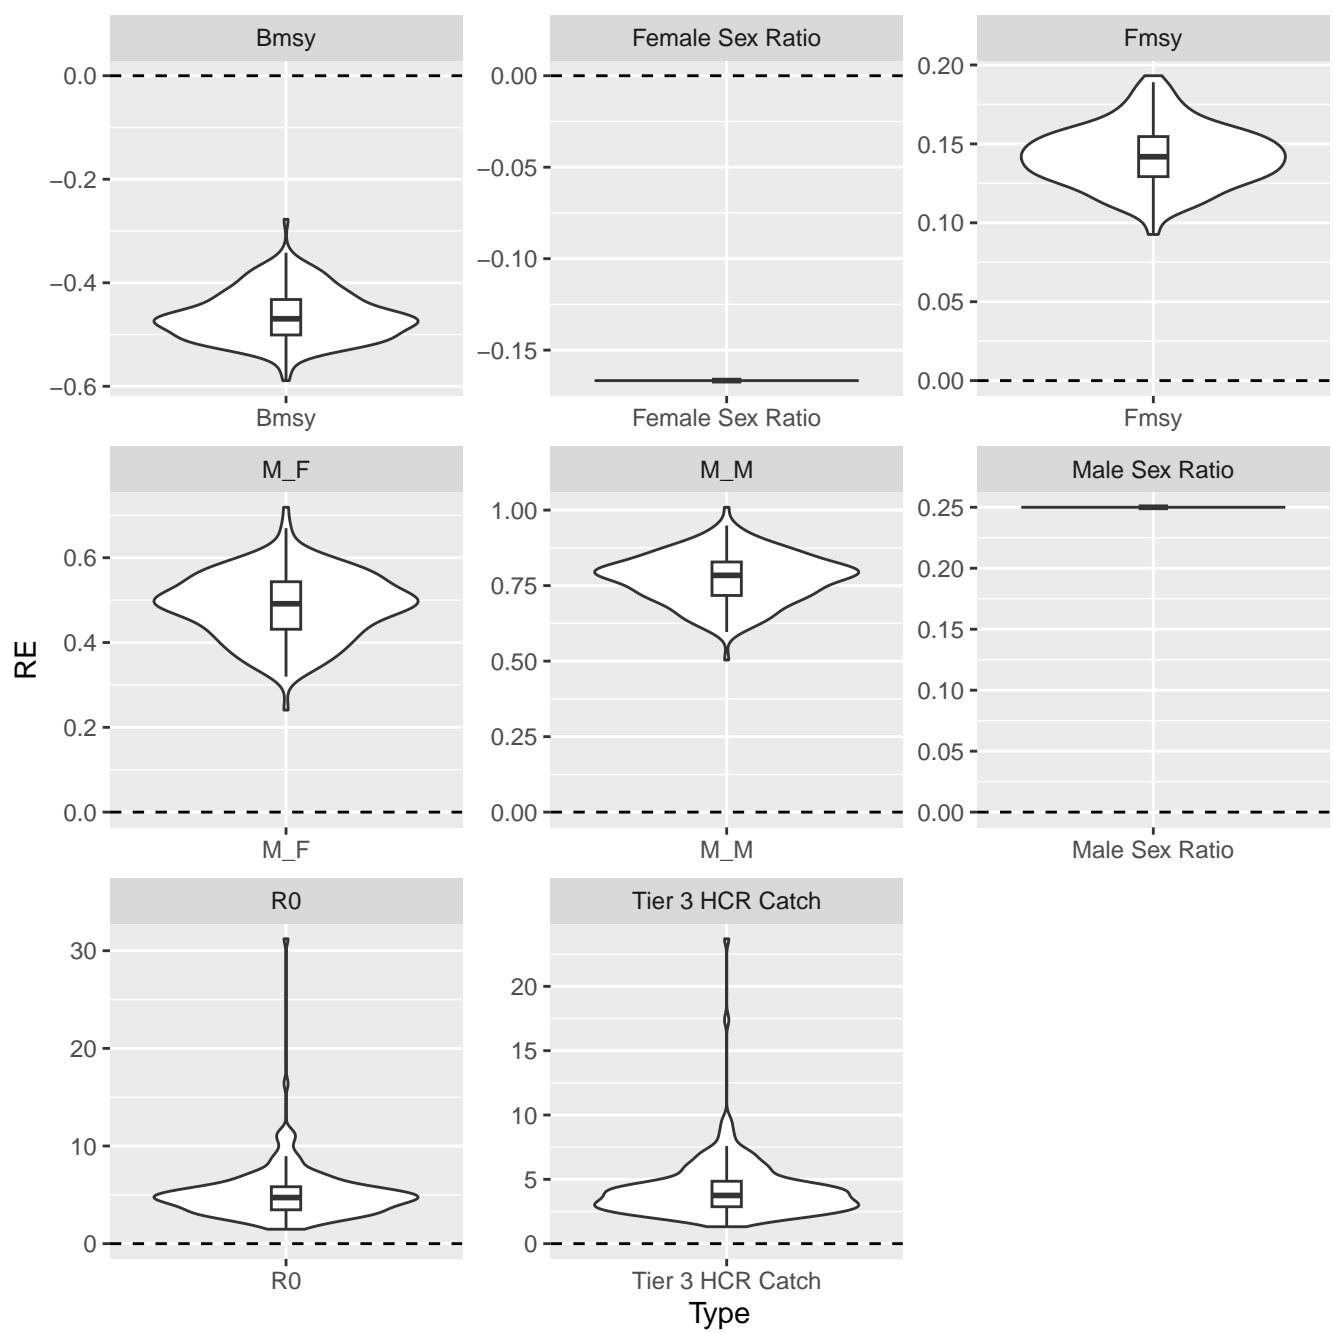 Bmsy
Female Sex Ratio
Fmsy
0.0
−0.2
−0.4
−0.6
0.00
−0.05
−0.10
−0.15
0.20
0.15
0.10
0.05
0.00
Bmsy
Female Sex Ratio
Fmsy
M_F
M_M
Male Sex Ratio
0.6
0.4
0.2
0.0
1.00
0.75
0.50
0.25
0.00
0.25
0.20
0.15
0.10
0.05
0.00
M_F
M_M
Male Sex Ratio
RE
R0
Tier 3 HCR Catch
30
20
10
0
20
15
10
5
0
R0
Tier 3 HCR Catch
Type